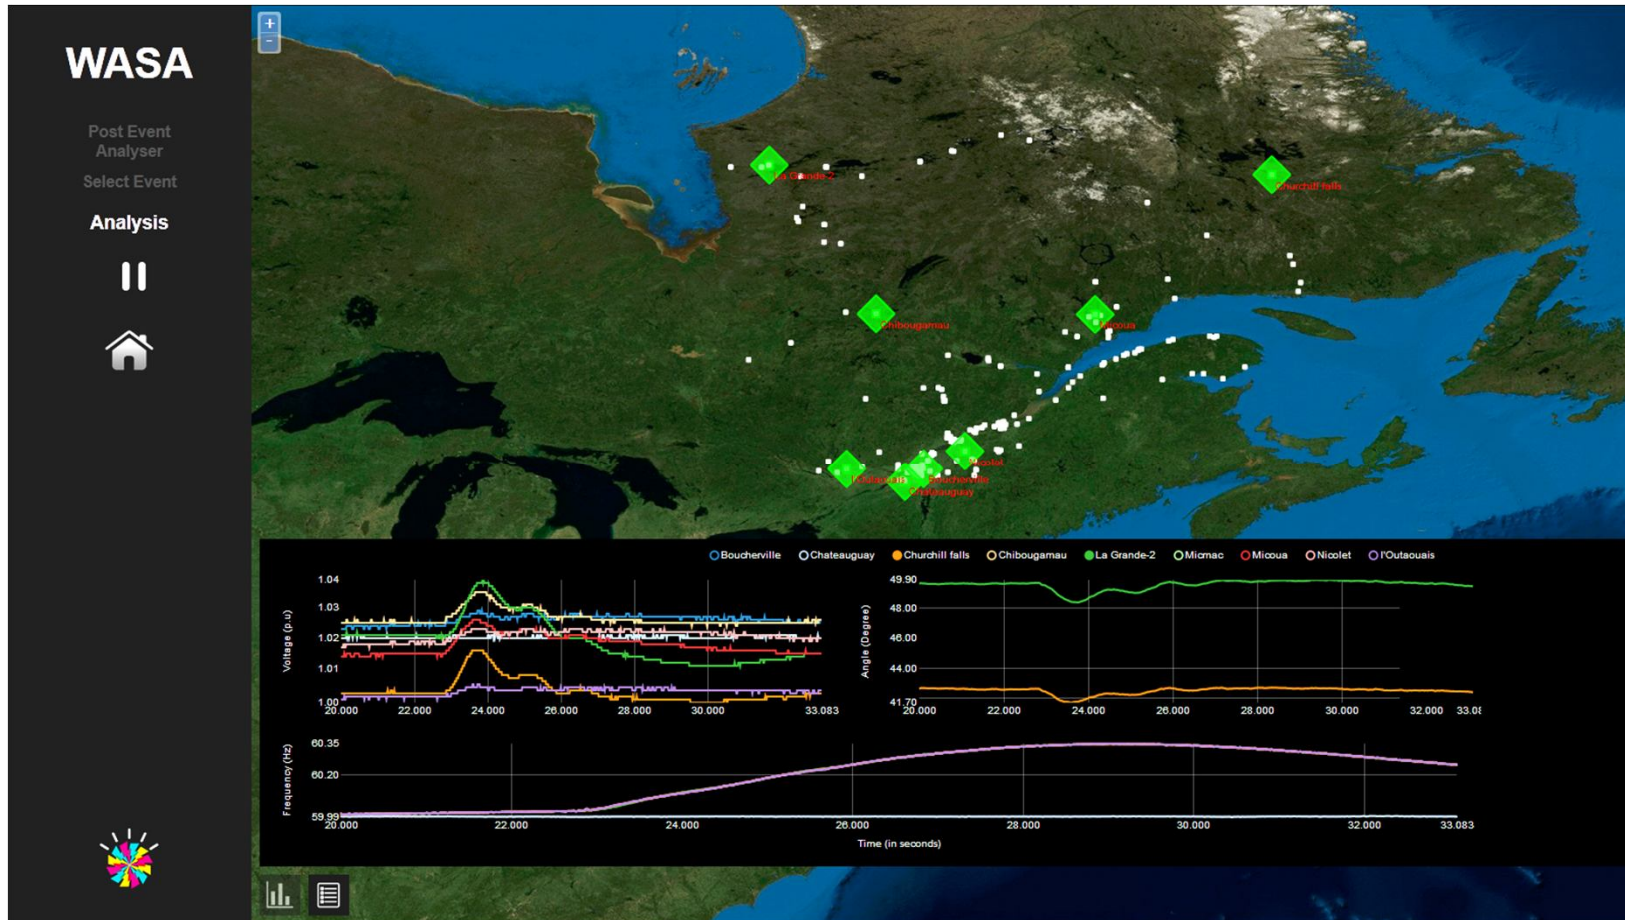 WASA
Post Event
Analyser
Select Event
Analysis
+
−
La Grande-2
Churchill falls
Chibougamau
Micoua
Nicolet
l'Outaouais
Boucherville
Chateauguay
Boucherville Chateauguay Churchill falls Chibougamau La Grande-2 Micmac Micoua Nicolet l'Outaouais
Voltage (p.u)
1.04
1.03
1.02
1.01
1.00
20.000 22.000 24.000 26.000 28.000 30.000 33.083
Angle (Degree)
49.90
48.00
46.00
44.00
41.70
20.000 22.000 24.000 26.000 28.000 30.000 32.000 33.08
Frequency (Hz)
60.35
60.20
59.99
20.000 22.000 24.000 26.000 28.000 30.000 32.000 33.083
Time (in seconds)